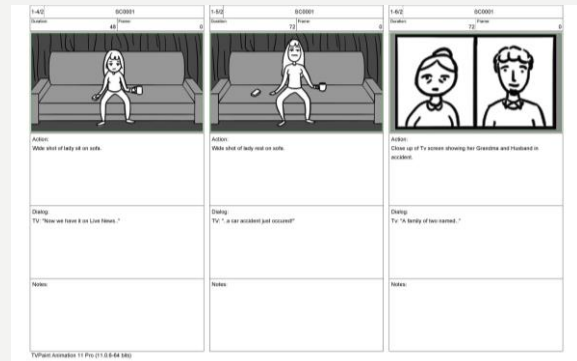 1-4/2 SC0001
Duration: Frame:
48 0
Action:
Wide shot of lady sit on sofa.
Dialog:
TV: "Now we have it on Live News.."
Notes:
1-5/2 SC0001
Duration: Frame:
72 0
Action:
Wide shot of lady rest on sofa.
Dialog:
TV: ".. a car accident just occured!"
Notes:
1-6/2 SC0001
Duration: Frame:
72 0
Action:
Close up of Tv screen showing her Grandma and Husband in
accident.
Dialog:
Tv: "A family of two named.."
Notes:
TVPaint Animation 11 Pro (11.0.8-64 bits)